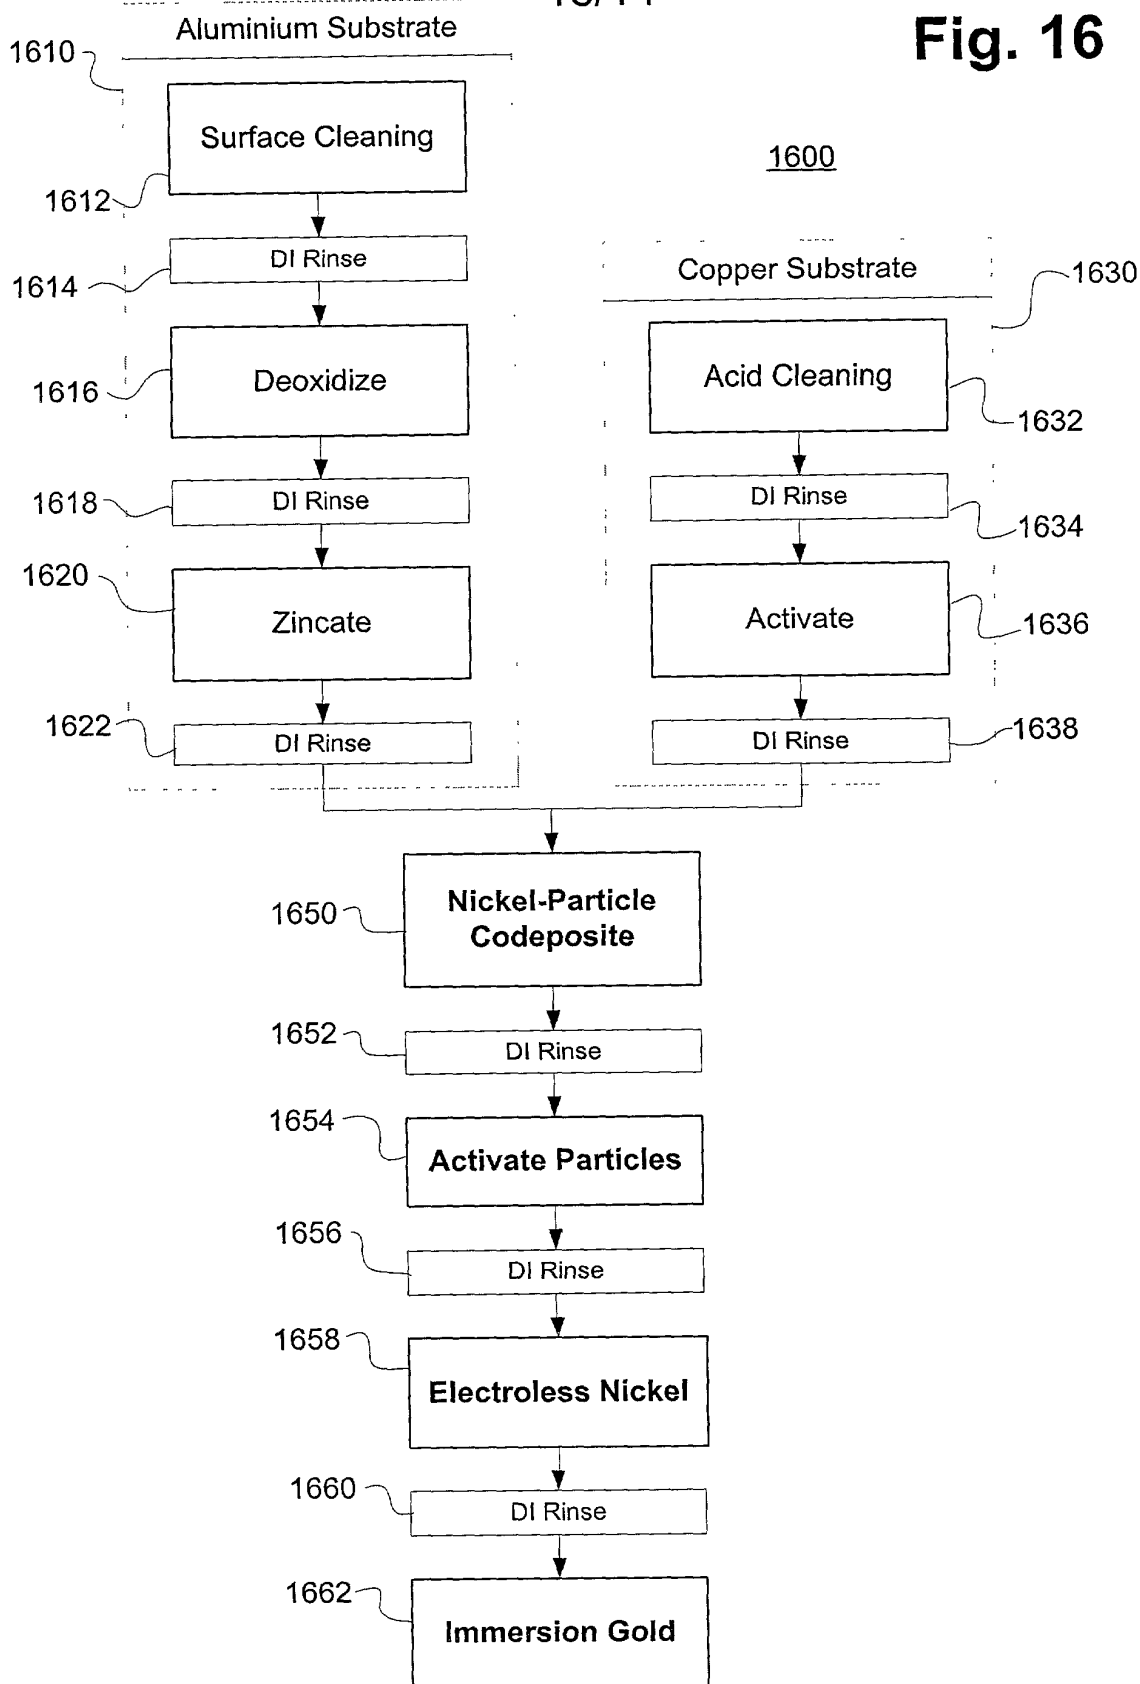 Fig. 16
Aluminium Substrate
1610
Surface Cleaning
1612
1600
DI Rinse
1614
Copper Substrate
1630
Deoxidize
1616
Acid Cleaning
1632
DI Rinse
1618
DI Rinse
1634
1620
Zincate
Activate
1636
1622
DI Rinse
DI Rinse
1638
1650
Nickel-Particle
Codeposite
1652
DI Rinse
1654
Activate Particles
1656
DI Rinse
1658
Electroless Nickel
1660
DI Rinse
1662
Immersion Gold